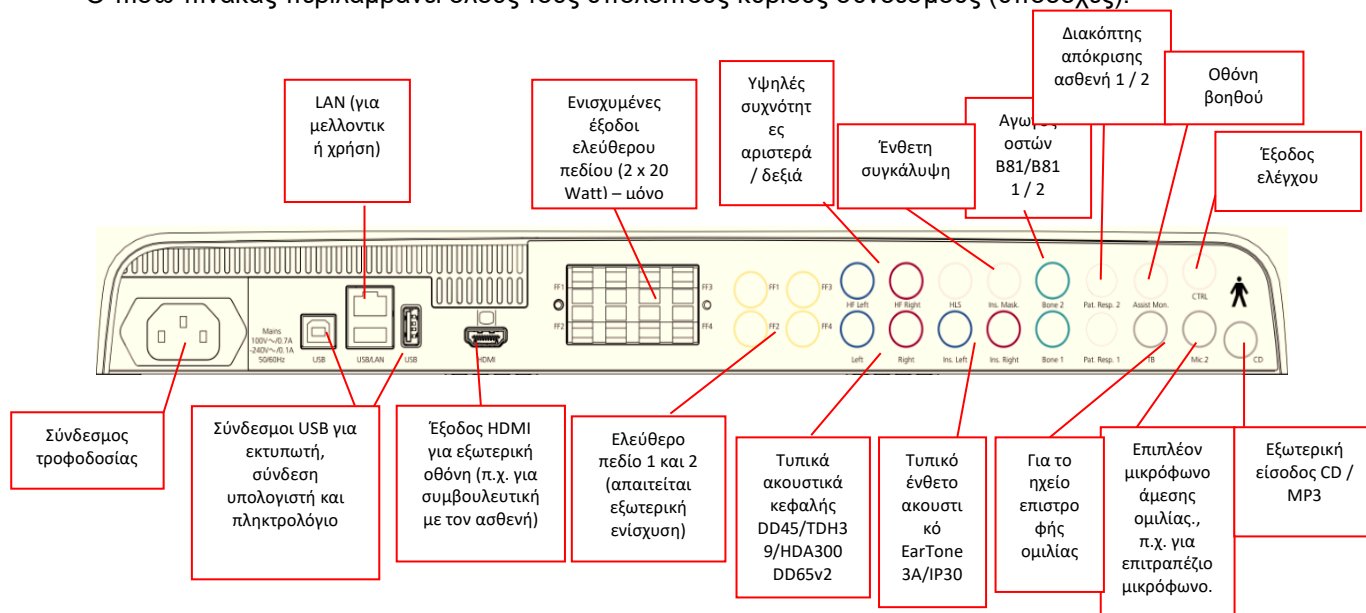 Ο πίσω πίνακας περιλαμβάνει όλους τους υπόλοιπους κύριους συνδέσμους (υποδοχές).
Διακόπτης
απόκρισης
ασθενή 1 / 2
Οθόνη
βοηθού
LAN (για
μελλοντικ
ή χρήση)
Ενισχυμένες
έξοδοι
ελεύθερου
πεδίου (2 x 20
Watt) – μόνο
Υψηλές
συχνότητ
ες
αριστερά
/ δεξιά
Ένθετη
συγκάλυψη
Αγωγός
οστών
B81/B81
1 / 2
Έξοδος
ελέγχου
FF1
FF3
FF2
FF4
FF1
FF3
FF2
FF4
HF Left
HF Right
HLS
Ins. Mask.
Bone 2
Pat. Resp. 2
Assist Mon.
CTRL
Left
Right
Ins. Left
Ins. Right
Bone 1
Pat. Resp. 1
TB
Mic.2
CD
Mains
100V~/0.7A
-240V~/0.1A
50/60Hz
USB
USB/LAN
USB
HDMI
Σύνδεσμος
τροφοδοσίας
Σύνδεσμοι USB για
εκτυπωτή,
σύνδεση
υπολογιστή και
πληκτρολόγιο
Έξοδος HDMI
για εξωτερική
οθόνη (π.χ. για
συμβουλευτική
με τον ασθενή)
Ελεύθερο
πεδίο 1 και 2
(απαιτείται
εξωτερική
ενίσχυση)
Τυπικά
ακουστικά
κεφαλής
DD45/TDH3
9/HDA300
DD65v2
Τυπικό
ένθετο
ακουστι
κό
EarTone
3A/IP30
Για το
ηχείο
επιστρο
φής
ομιλίας
Επιπλέον
μικρόφωνο
άμεσης
ομιλίας.,
π.χ. για
επιτραπέζιο
μικρόφωνο.
Εξωτερική
είσοδος CD /
MP3